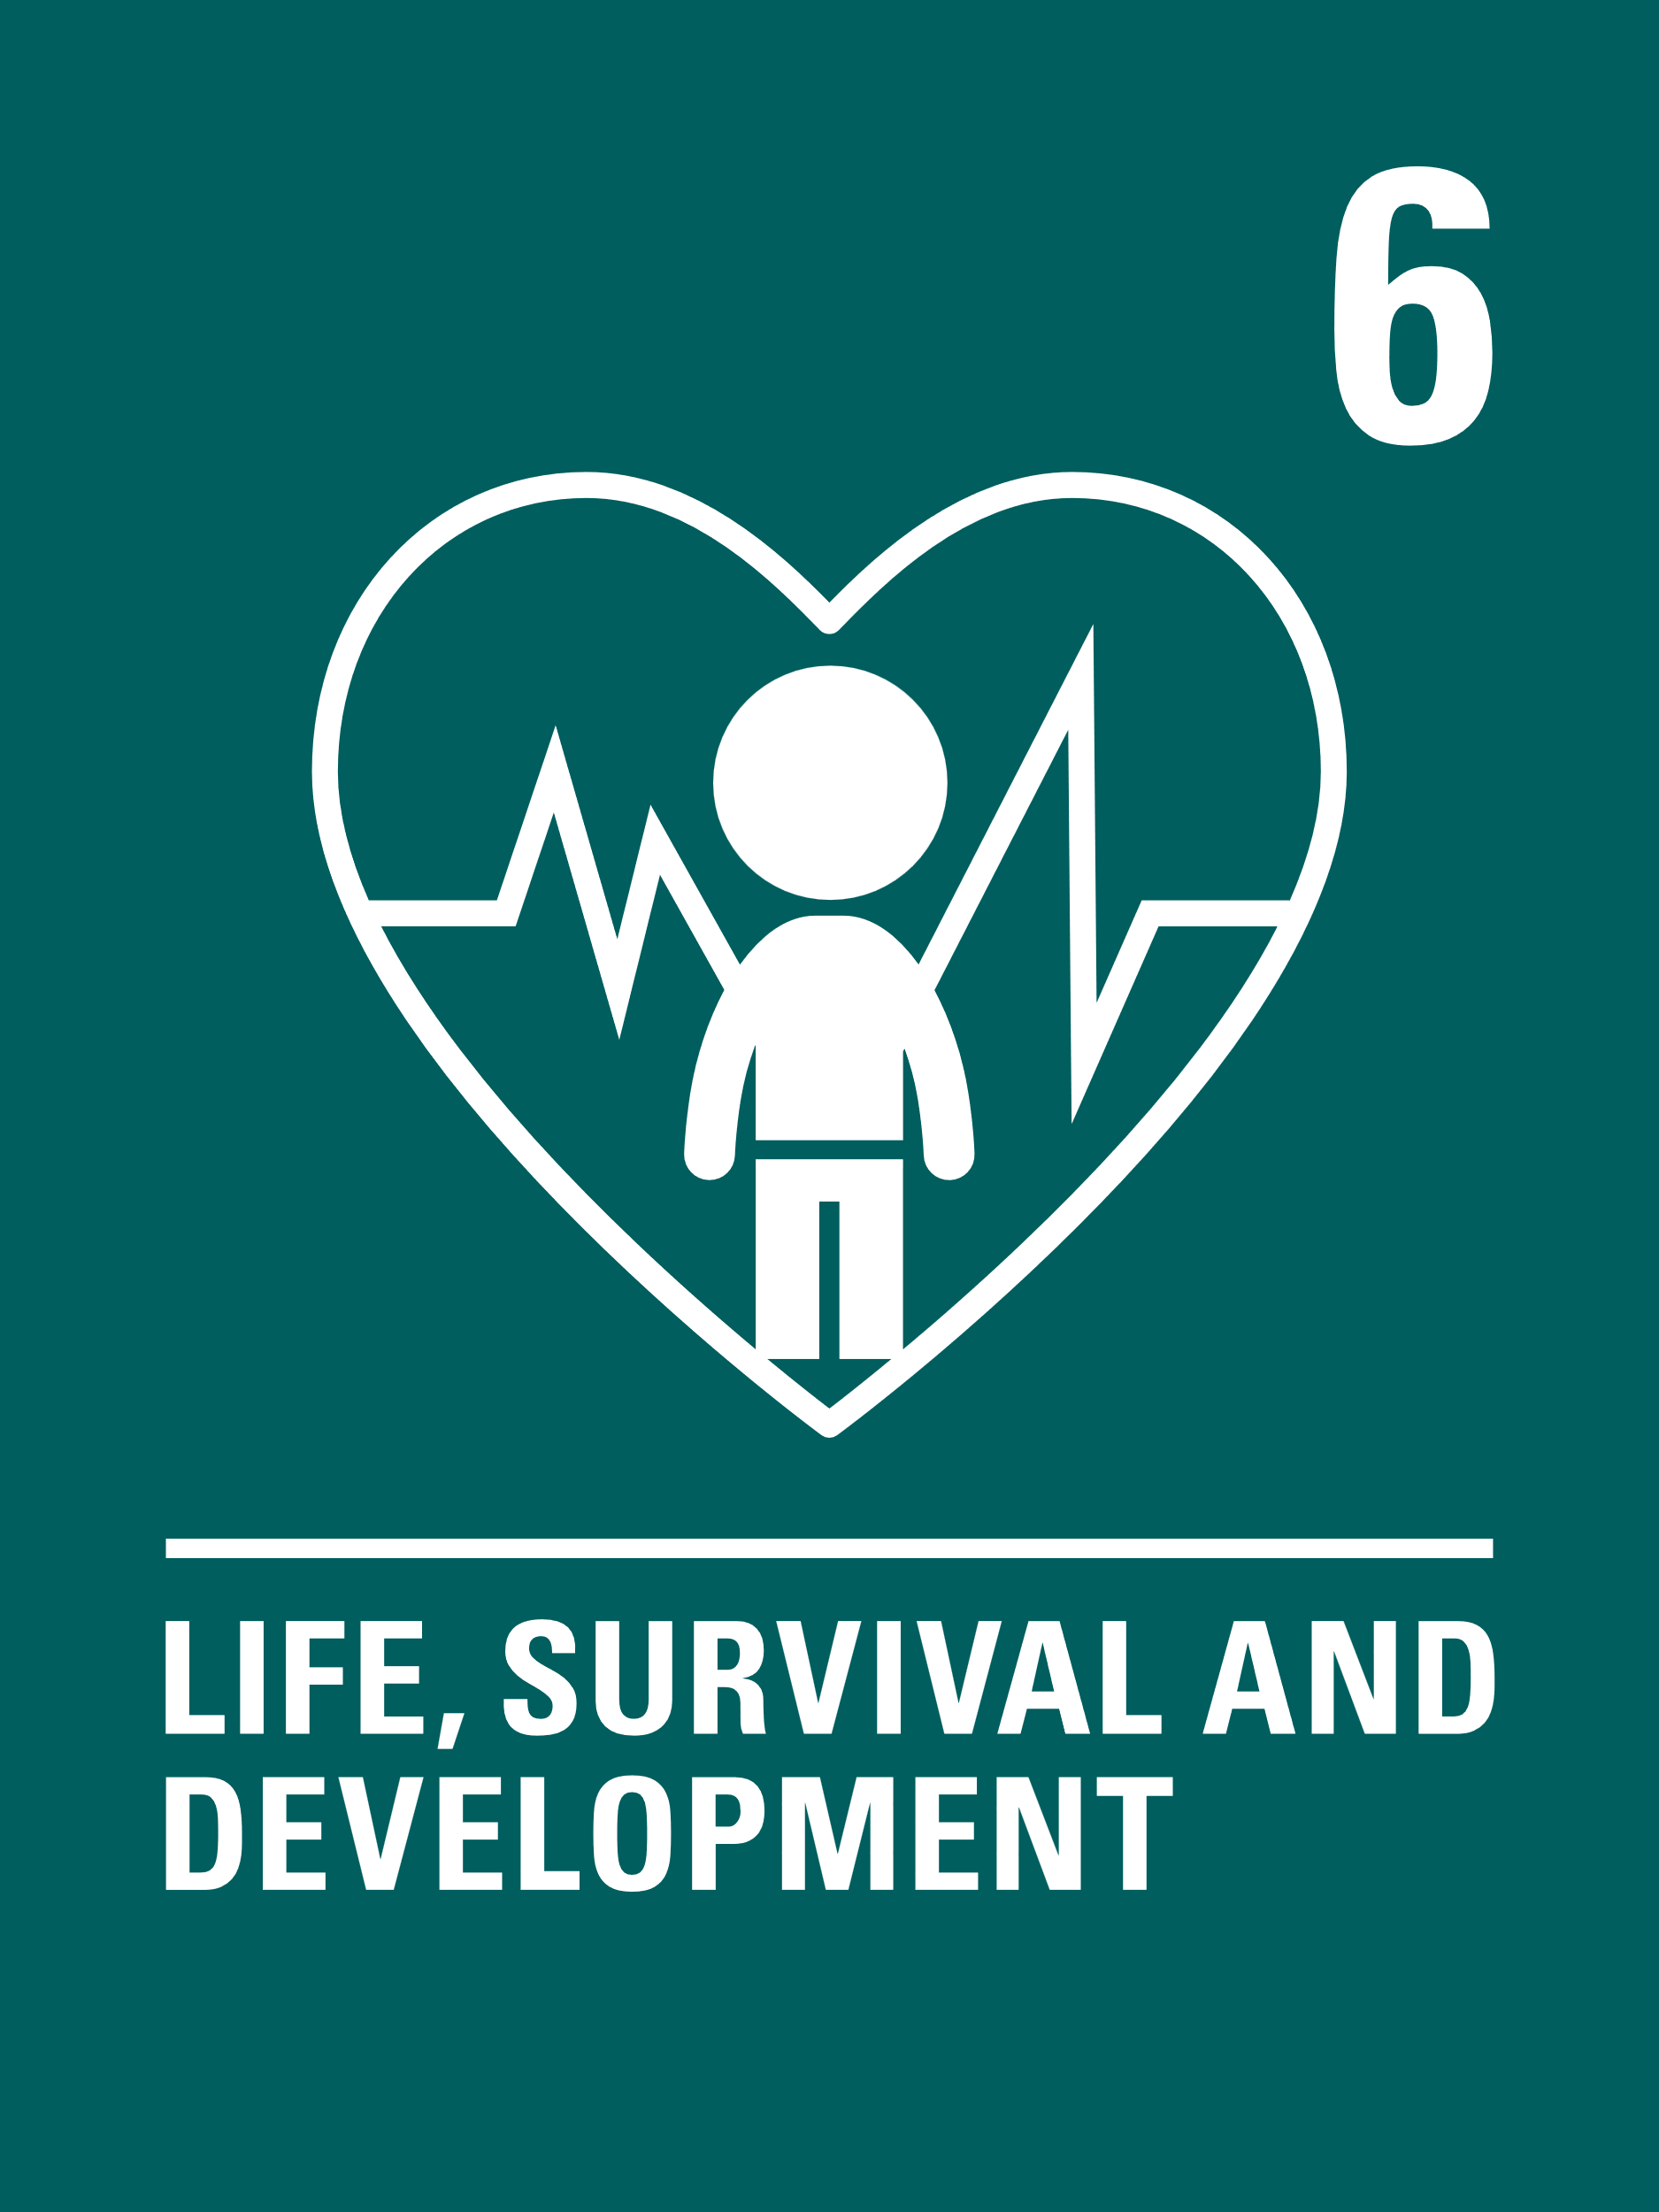 6
LIFE, SURVIVAL AND
DEVELOPMENT